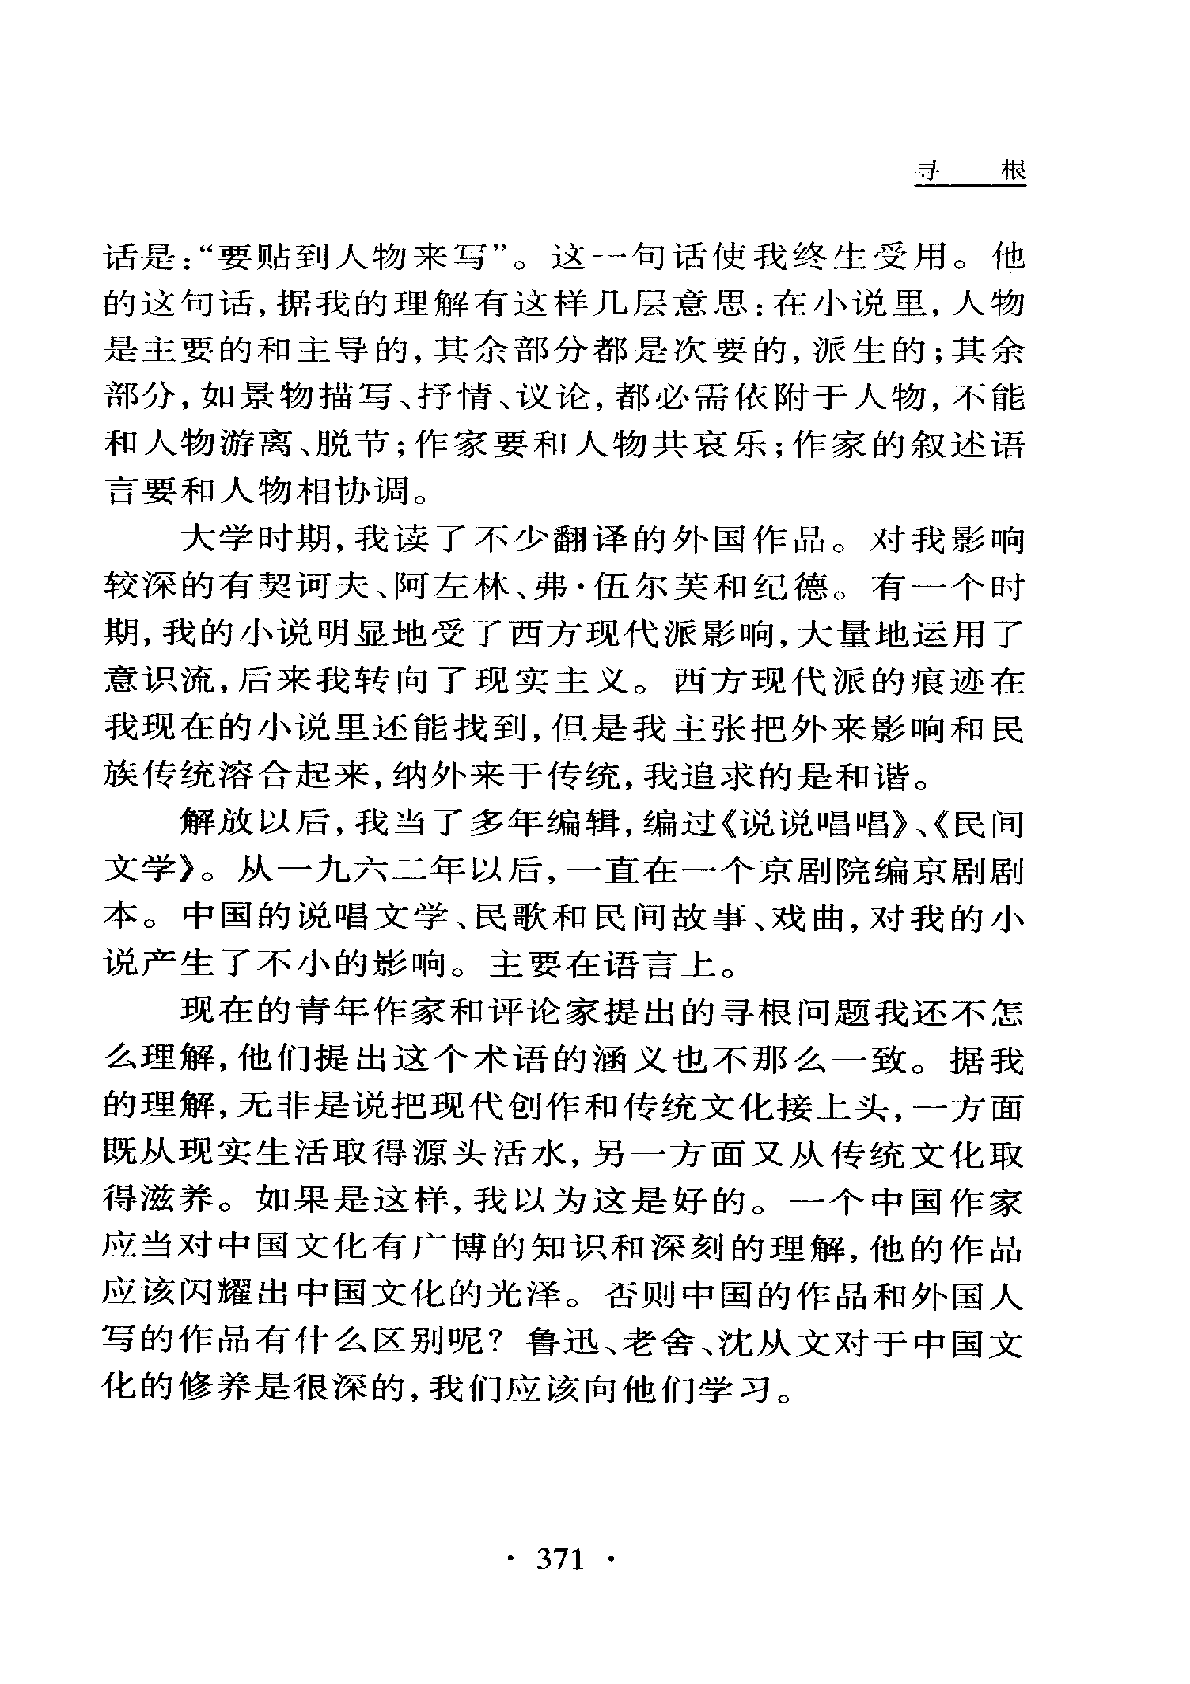 寻　根
话是:“要贴到人物来写”。这一句话使我终生受用。他
的这句话,据我的理解有这样几层意思:在小说里,人物
是主要的和主导的,其余部分都是次要的,派生的;其余
部分,如景物描写、抒情、议论,都必需依附于人物,不能
和人物游离、脱节;作家要和人物共哀乐;作家的叙述语
言要和人物相协调。
大学时期,我读了不少翻译的外国作品。对我影响
较深的有契诃夫、阿左林、弗·伍尔芙和纪德。有一个时
期,我的小说明显地受了西方现代派影响,大量地运用了
意识流,后来我转向了现实主义。西方现代派的痕迹在
我现在的小说里还能找到,但是我主张把外来影响和民
族传统溶合起来,纳外来于传统,我追求的是和谐。
解放以后,我当了多年编辑,编过《说说唱唱》、《民间
文学》。从一九六二年以后,一直在一个京剧院编京剧剧
本。中国的说唱文学、民歌和民间故事、戏曲,对我的小
说产生了不小的影响。主要在语言上。
现在的青年作家和评论家提出的寻根问题我还不怎
么理解,他们提出这个术语的涵义也不那么一致。据我
的理解,无非是说把现代创作和传统文化接上头,一方面
既从现实生活取得源头活水,另一方面又从传统文化取
得滋养。如果是这样,我以为这是好的。一个中国作家
应当对中国文化有广博的知识和深刻的理解,他的作品
应该闪耀出中国文化的光泽。否则中国的作品和外国人
写的作品有什么区别呢? 鲁迅、老舍、沈从文对于中国文
化的修养是很深的,我们应该向他们学习。
· 371 ·